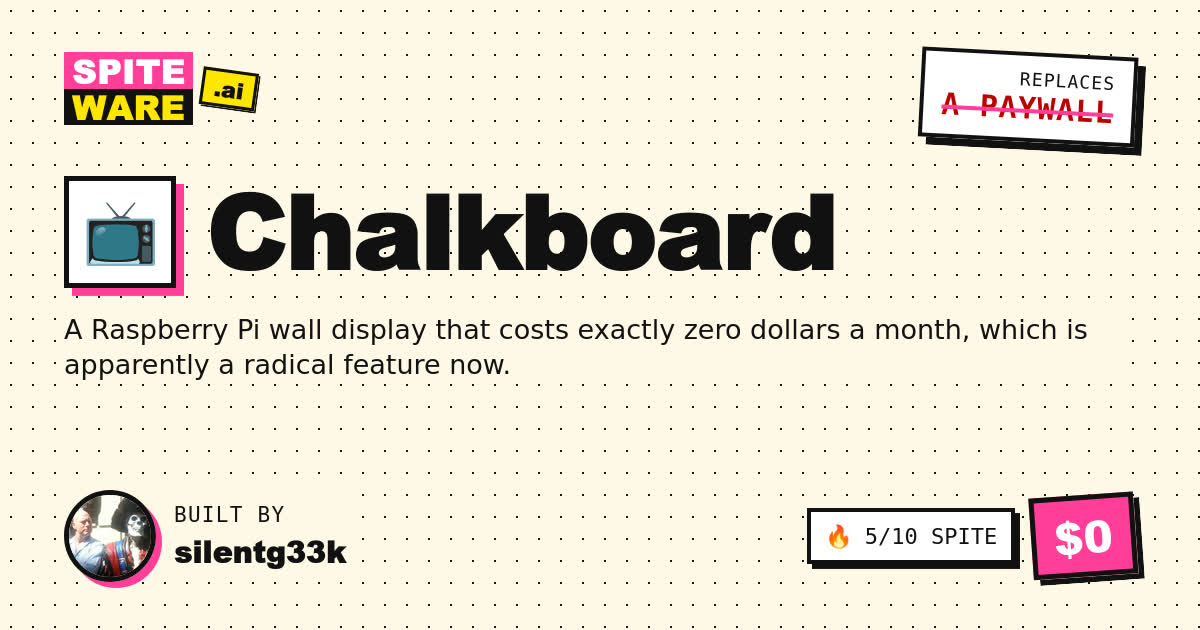 SPITE
WARE
.ai
REPLACES
A PAYWALL
Chalkboard
A Raspberry Pi wall display that costs exactly zero dollars a month, which is
apparently a radical feature now.
BUILT BY
silentg33k
5/10 SPITE
$0